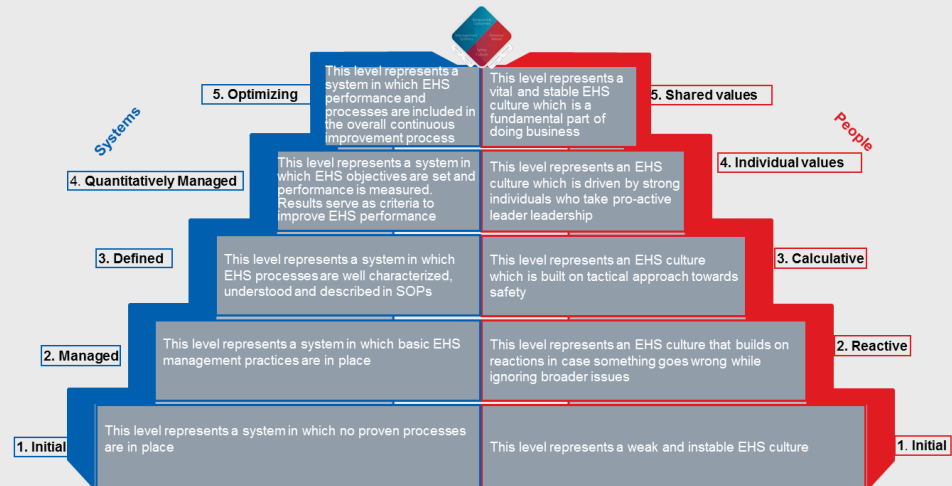 Systems
People
5. Optimizing
This level represents a
system in which EHS
performance and
processes are included in
the overall continuous
improvement process
This level represents a
vital and stable EHS
culture which is a
fundamental part of
doing business
5. Shared values
4. Quantitatively Managed
This level represents a system in
which EHS objectives are set and
performance is measured.
Results serve as criteria to
improve EHS performance
This level represents an EHS
culture which is driven by strong
individuals who take pro-active
leader leadership
4. Individual values
3. Defined
This level represents a system in which
EHS processes are well characterized,
understood and described in SOPs
This level represents an EHS culture
which is built on tactical approach towards
safety
3. Calculative
2. Managed
This level represents a system in which basic EHS
management practices are in place
This level represents an EHS culture that builds on
reactions in case something goes wrong while
ignoring broader issues
2. Reactive
1. Initial
This level represents a system in which no proven processes
are in place
This level represents a weak and instable EHS culture
1. Initial